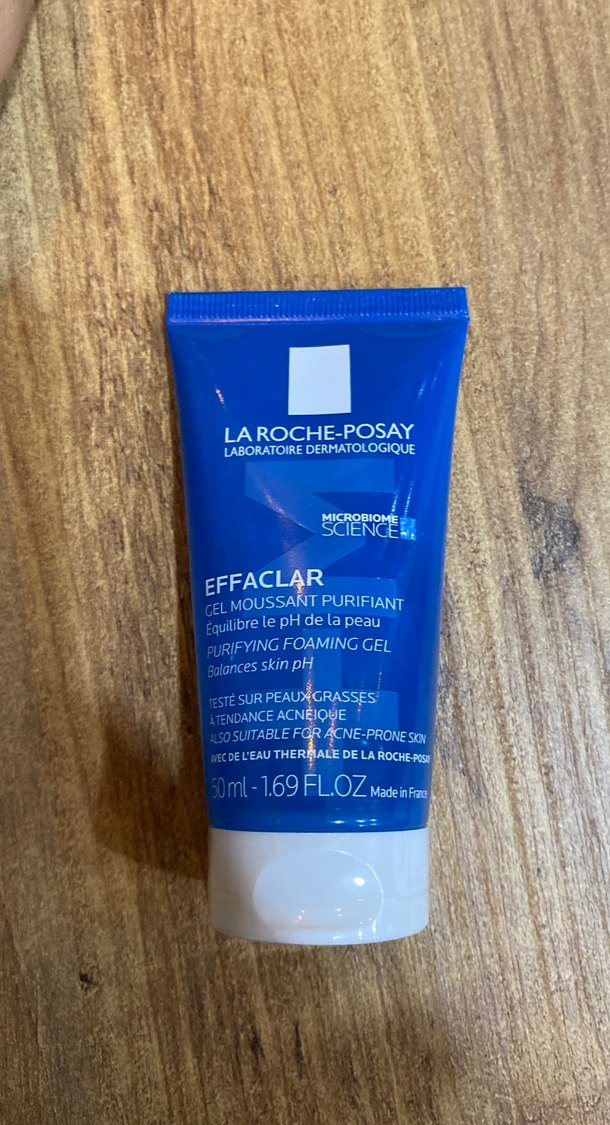 LA ROCHE-POSAY
LABORATOIRE DERMATOLOGIQUE
MICROBIOME
SCIENCE
EFFACLAR
GEL MOUSSANT PURIFIANT
Équilibre le pH de la peau
PURIFYING FOAMING GEL
Balances skin pH
TESTÉ SUR PEAUX GRASSES
À TENDANCE ACNÉIQUE
ALSO SUITABLE FOR ACNE-PRONE SKIN
AVEC DE L'EAU THERMALE DE LA ROCHE-POSAY
50 ml - 1.69 FL.OZ Made in France